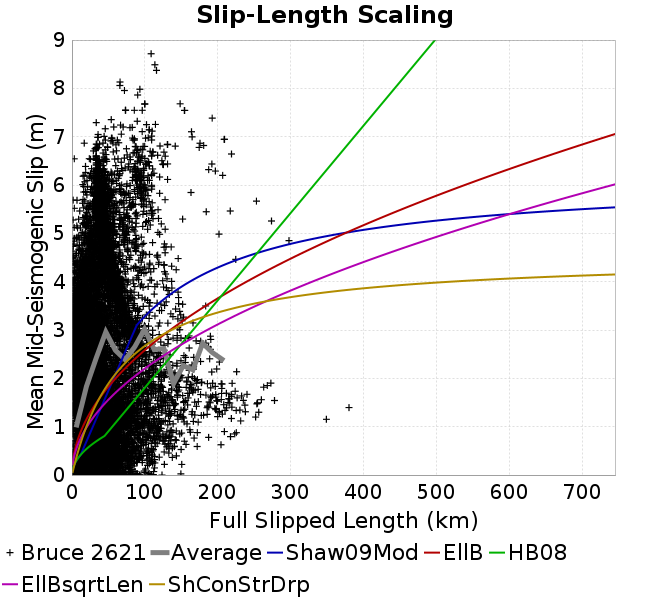 Slip-Length Scaling
Mean Mid-Seismogenic Slip (m)
9
8
7
6
5
4
3
2
1
0
0 100 200 300 400 500 600 700
Full Slipped Length (km)
Bruce 2621 Average Shaw09Mod EllB HB08
EllBsqrtLen ShConStrDrp